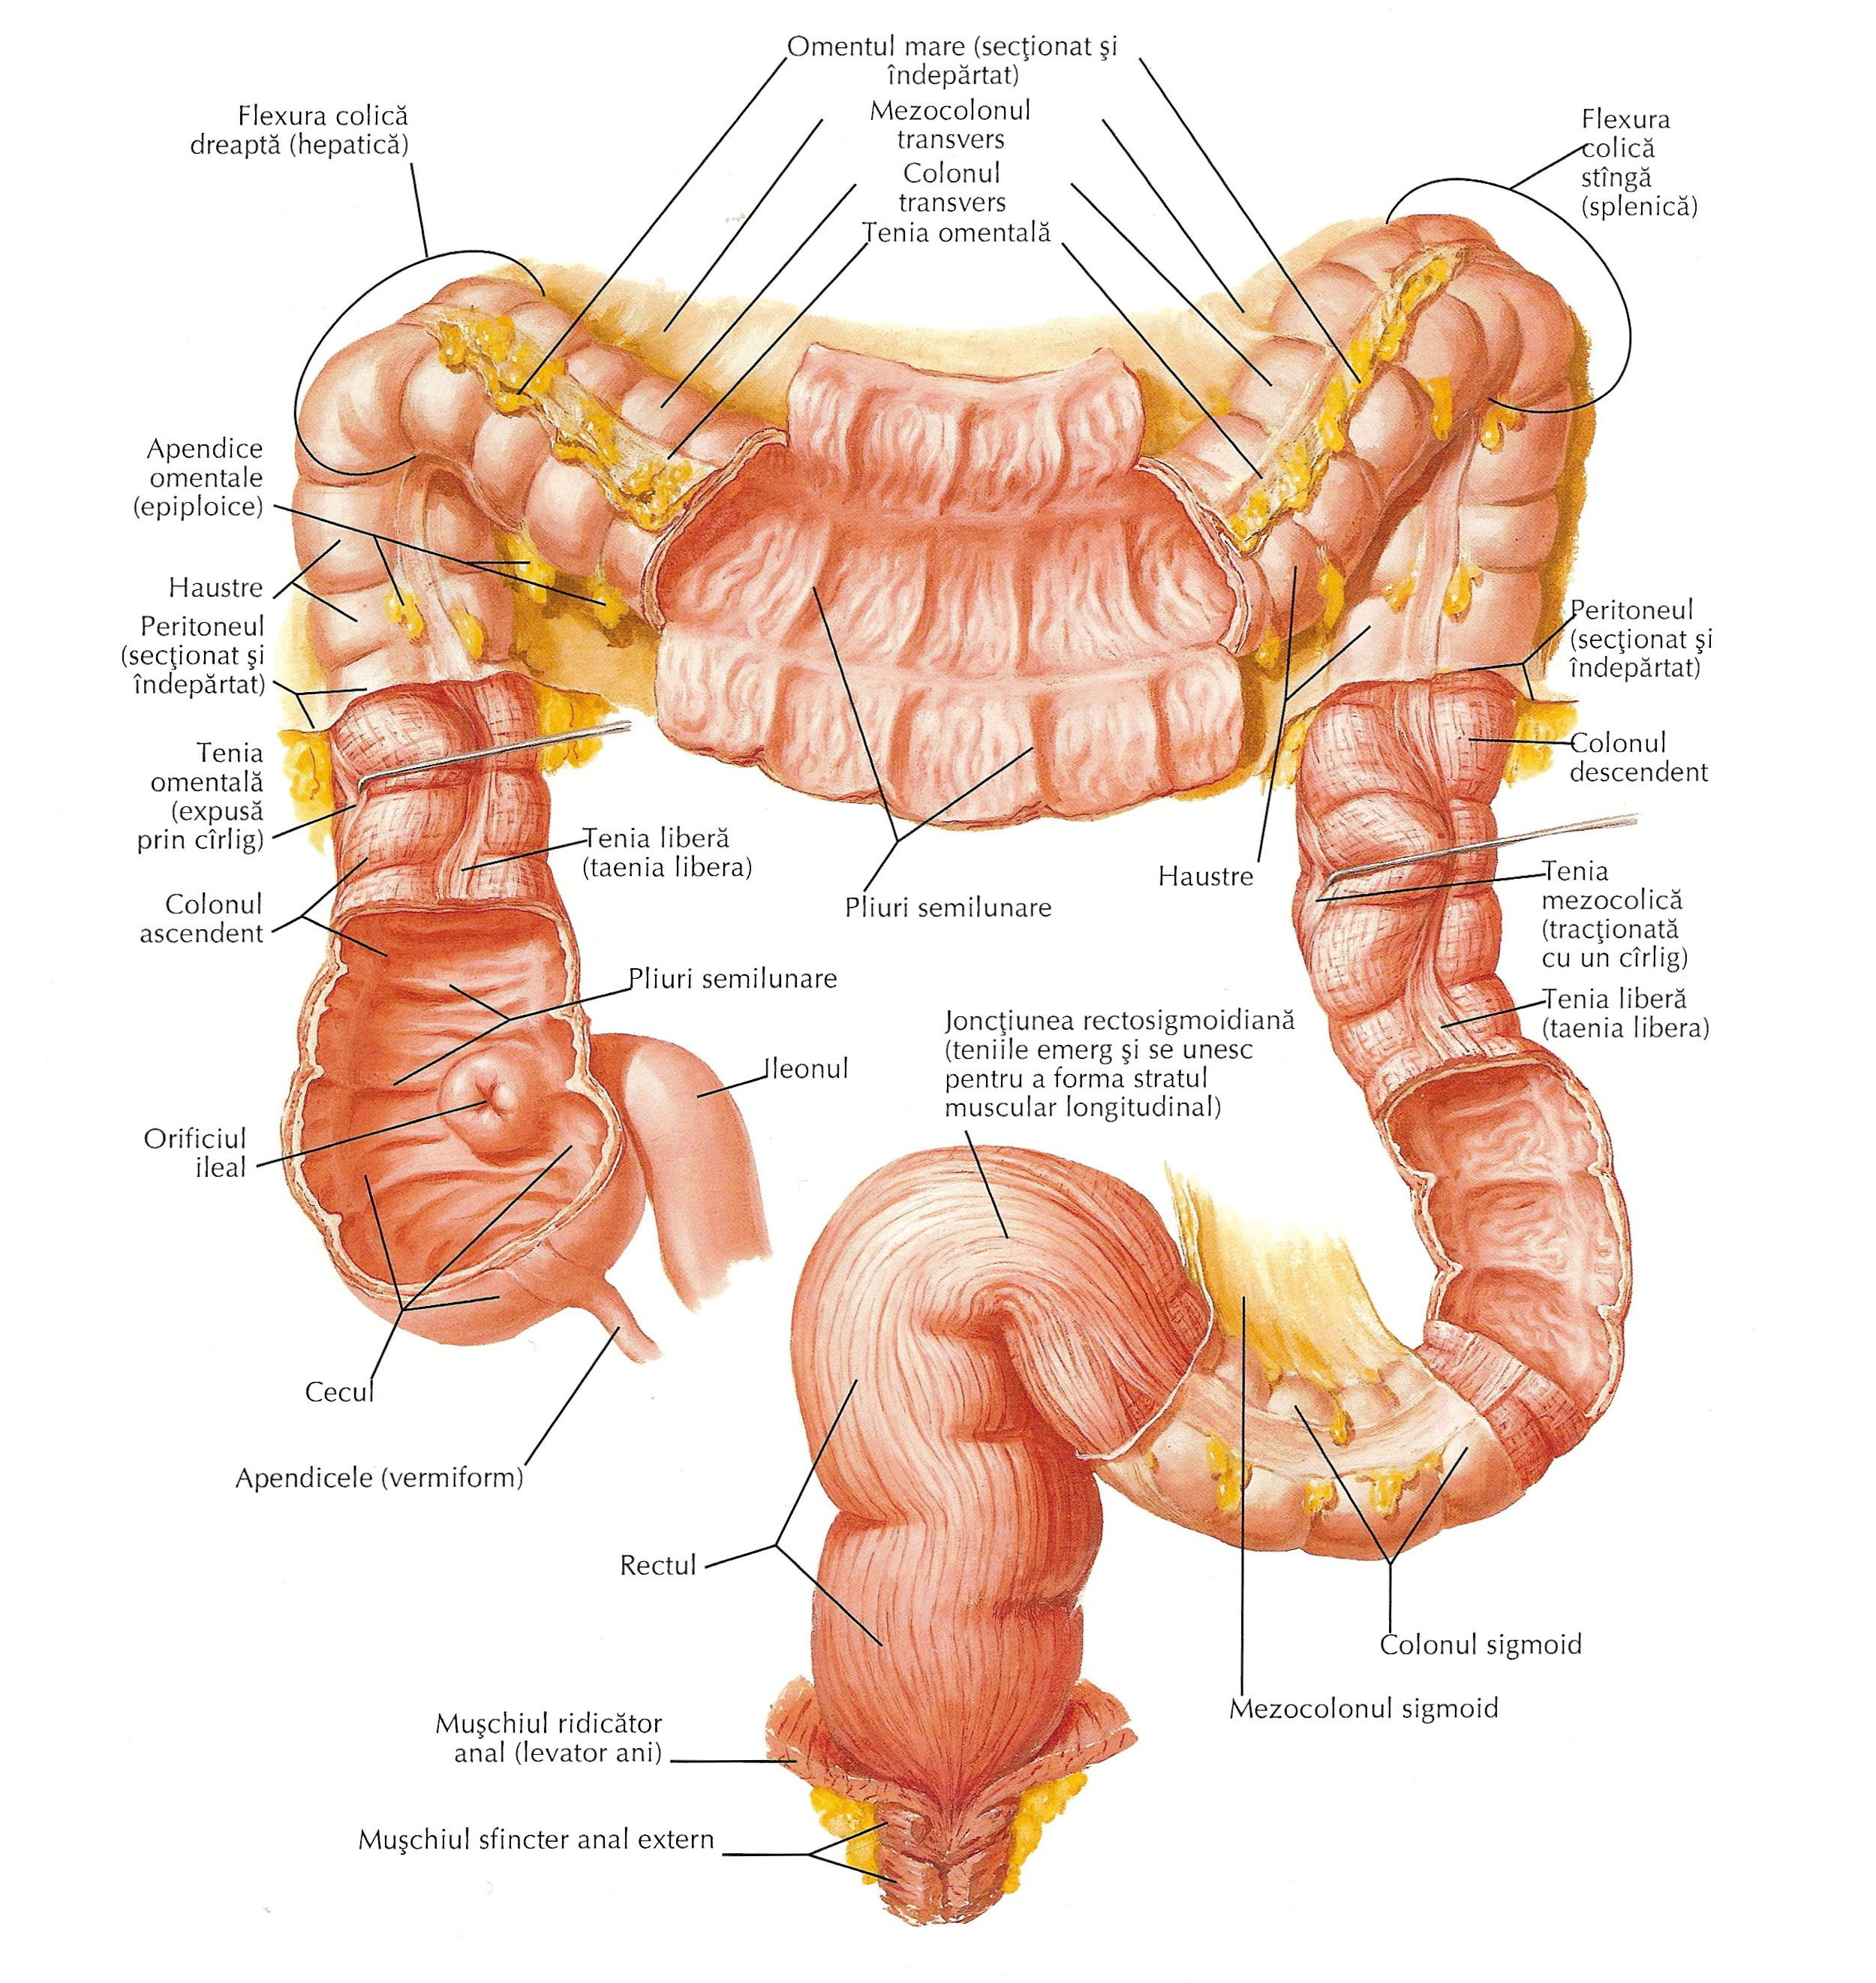 Omentul mare (secţionat şi
îndepărtat)
Mezocolonul
transvers
Colonul
transvers
Tenia omentală
Flexura colică
dreaptă (hepatică)
Flexura
colică
stîngă
(splenică)
Apendice
omentale
(epiploice)
Haustre
Peritoneul
(secţionat şi
îndepărtat)
Tenia
omentală
(expusă
prin cîrlig)
Colonul
ascendent
Tenia liberă
(taenia libera)
Pliuri semilunare
Haustre
Peritoneul
(secţionat şi
îndepărtat)
Colonul
descendent
Tenia
mezocolică
(tracţionată
cu un cîrlig)
Tenia liberă
(taenia libera)
Pliuri semilunare
Ileonul
Joncţiunea rectosigmoidiană
(teniile emerg şi se unesc
pentru a forma stratul
muscular longitudinal)
Orificiul
ileal
Cecul
Apendicele (vermiform)
Rectul
Colonul sigmoid
Mezocolonul sigmoid
Muşchiul ridicător
anal (levator ani)
Muşchiul sfincter anal extern